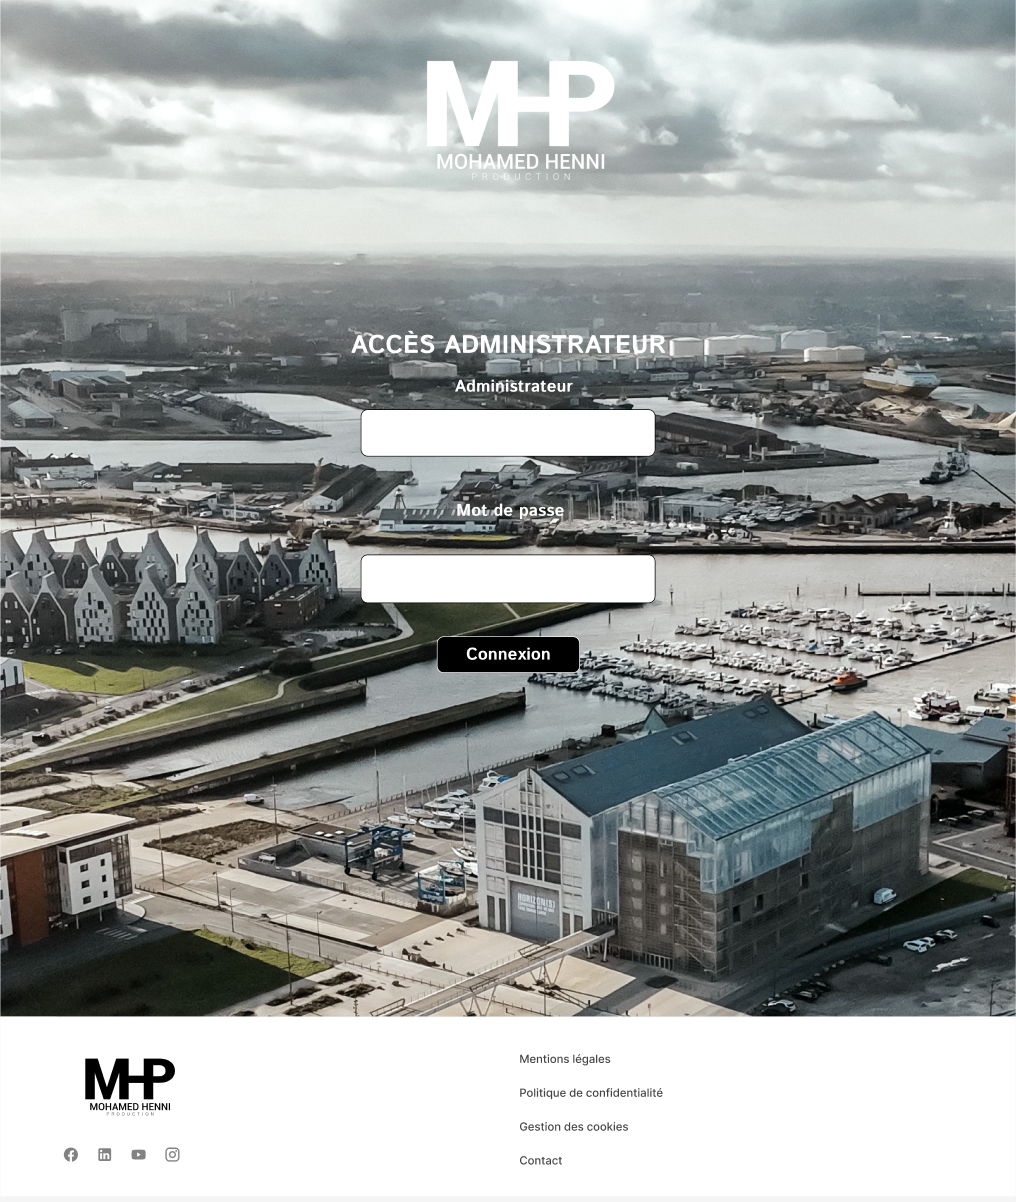 MHP
MOHAMED HENNI
PRODUCTION
ACCÈS ADMINISTRATEUR
Administrateur
Mot de passe
Connexion
HORIZON(S)
MHP
MOHAMED HENNI
PRODUCTION
Mentions légales
Politique de confidentialité
Gestion des cookies
Contact